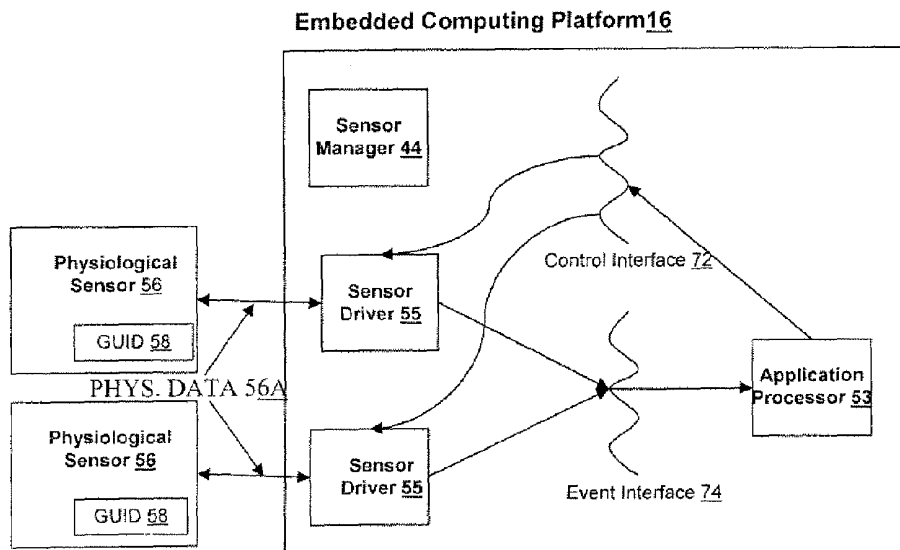 Embedded Computing Platform16
Sensor
Manager 44
Control Interface 72
Physiological
Sensor 56
GUID 58
Sensor
Driver 55
PHYS. DATA 56A
Application
Processor 53
Physiological
Sensor 56
GUID 58
Sensor
Driver 55
Event Interface 74